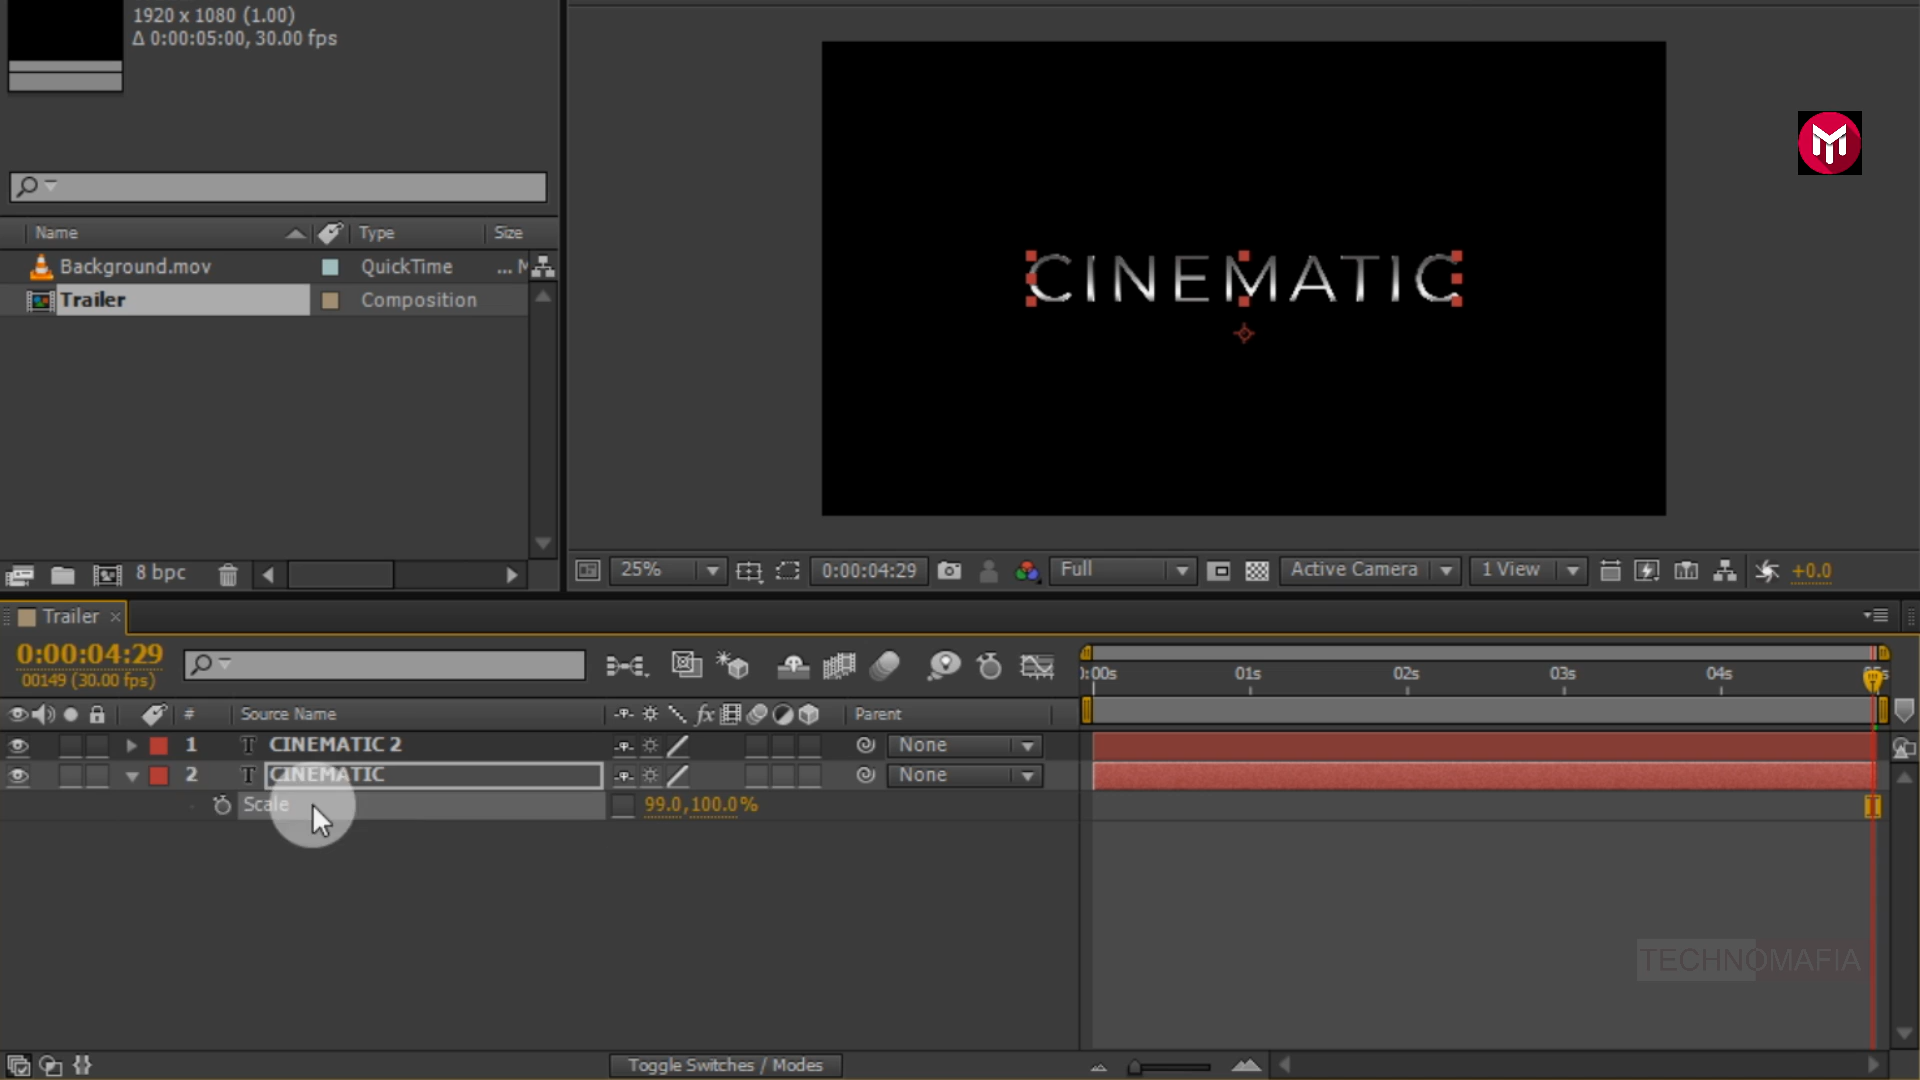 1920 x 1080 (1.00)
Δ 0:00:05:00, 30.00 fps
Name Type Size
Background.mov QuickTime ... M
Trailer Composition
8 bpc
CINEMATIC
25% 0:00:04:29 Full Active Camera 1 View +0.0
Trailer
0:00:04:29
00149 (30.00 fps)
):00s 01s 02s 03s 04s 05s
# Source Name fx Parent
1 T CINEMATIC 2 None
2 T CINEMATIC None
Scale 99.0,100.0%
TECHNOMAFIA
Toggle Switches / Modes